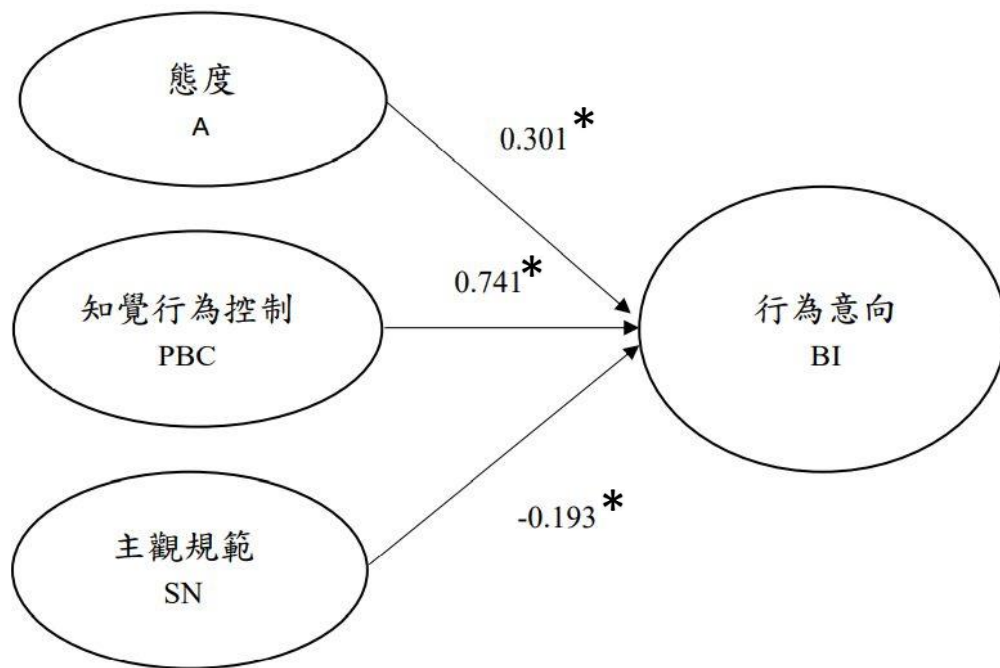 態度
A
0.301*
知覺行為控制
PBC
0.741*
行為意向
BI
主觀規範
SN
-0.193*